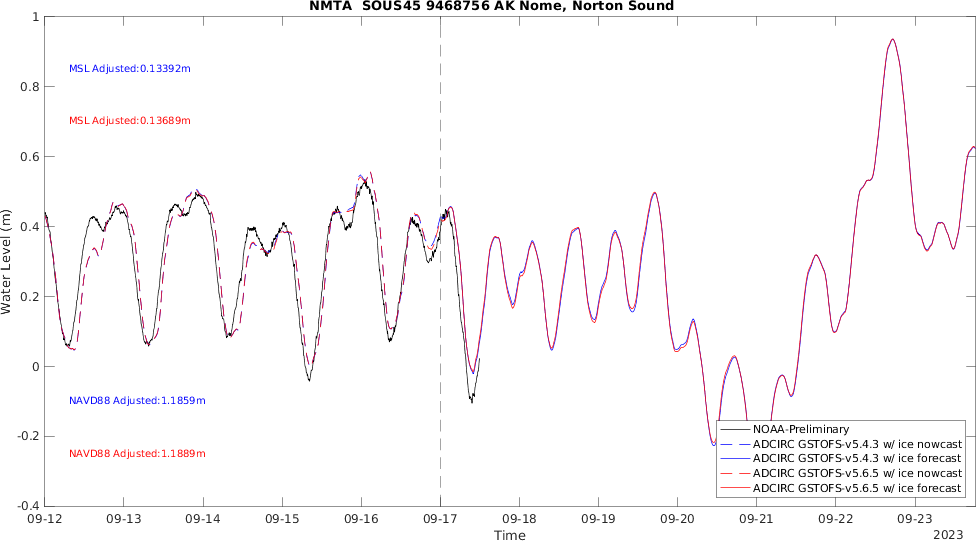 NMTA SOUS45 9468756 AK Nome, Norton Sound
1
0.8
0.6
0.4
0.2
0
-0.2
-0.4
Water Level (m)
MSL Adjusted:0.13392m
MSL Adjusted:0.13689m
NAVD88 Adjusted:1.1859m
NAVD88 Adjusted:1.1889m
NOAA-Preliminary
ADCIRC GSTOFS-v5.4.3 w/ ice nowcast
ADCIRC GSTOFS-v5.4.3 w/ ice forecast
ADCIRC GSTOFS-v5.6.5 w/ ice nowcast
ADCIRC GSTOFS-v5.6.5 w/ ice forecast
09-12 09-13 09-14 09-15 09-16 09-17 09-18 09-19 09-20 09-21 09-22 09-23
Time
2023